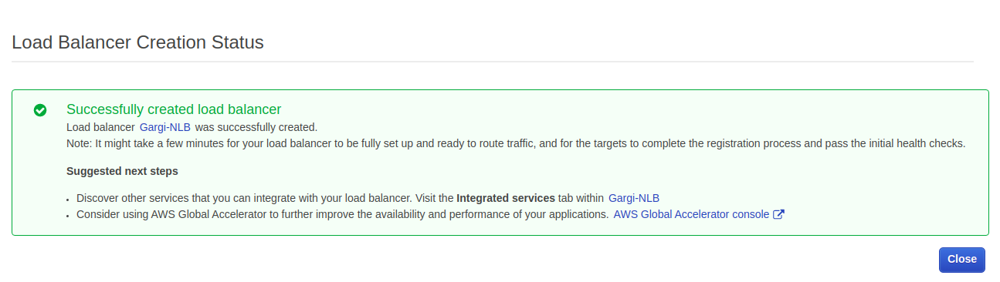 Load Balancer Creation Status
Successfully created load balancer
Load balancer Gargi-NLB was successfully created.
Note: It might take a few minutes for your load balancer to be fully set up and ready to route traffic, and for the targets to complete the registration process and pass the initial health checks.
Suggested next steps
• Discover other services that you can integrate with your load balancer. Visit the Integrated services tab within Gargi-NLB
• Consider using AWS Global Accelerator to further improve the availability and performance of your applications. AWS Global Accelerator console
Close